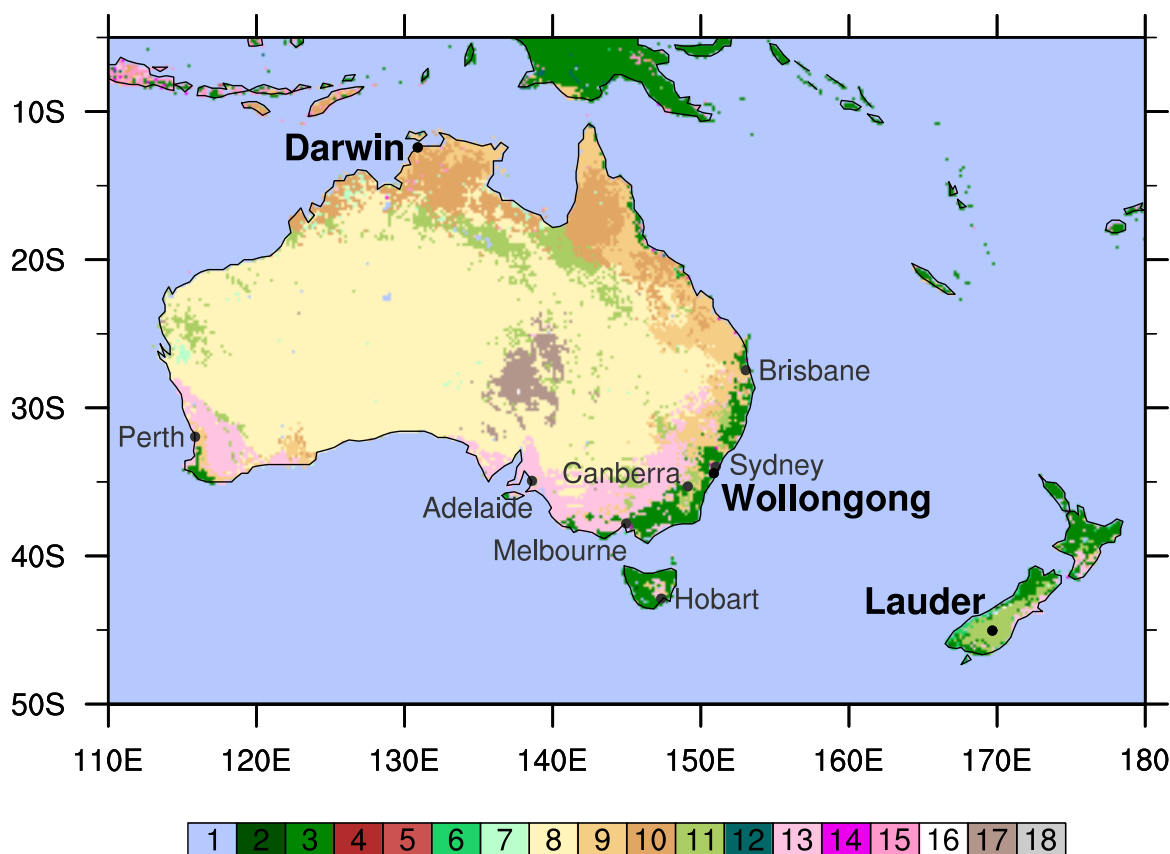 10S
Darwin
20S
Brisbane
30S
Perth
Canberra
Sydney
Wollongong
Adelaide
40S
Melbourne
Hobart
Lauder
50S
110E 120E 130E 140E 150E 160E 170E 180
1 2 3 4 5 6 7 8 9 10 11 12 13 14 15 16 17 18